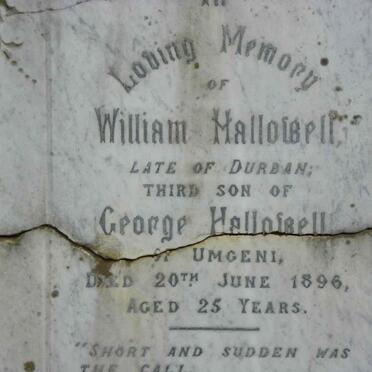 In
Loving Memory
OF
William Hallowell,
LATE OF DURBAN;
THIRD SON OF
George Hallowell
OF UMGENI,
DIED 20TH JUNE 1896,
AGED 25 YEARS.
"SHORT AND SUDDEN WAS
THE CALL